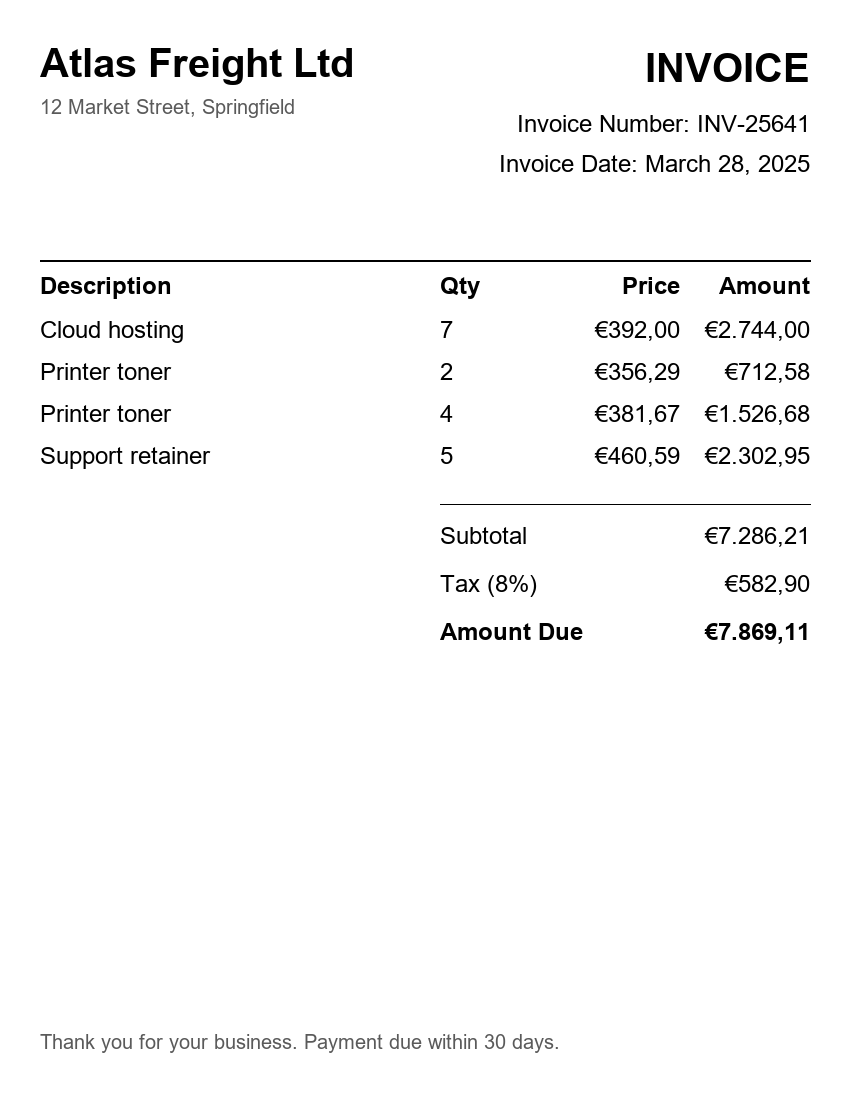 Atlas Freight Ltd
INVOICE
12 Market Street, Springfield
Invoice Number: INV-25641
Invoice Date: March 28, 2025
Description Qty Price Amount
Cloud hosting 7 €392,00 €2.744,00
Printer toner 2 €356,29 €712,58
Printer toner 4 €381,67 €1.526,68
Support retainer 5 €460,59 €2.302,95
Subtotal €7.286,21
Tax (8%) €582,90
Amount Due €7.869,11
Thank you for your business. Payment due within 30 days.